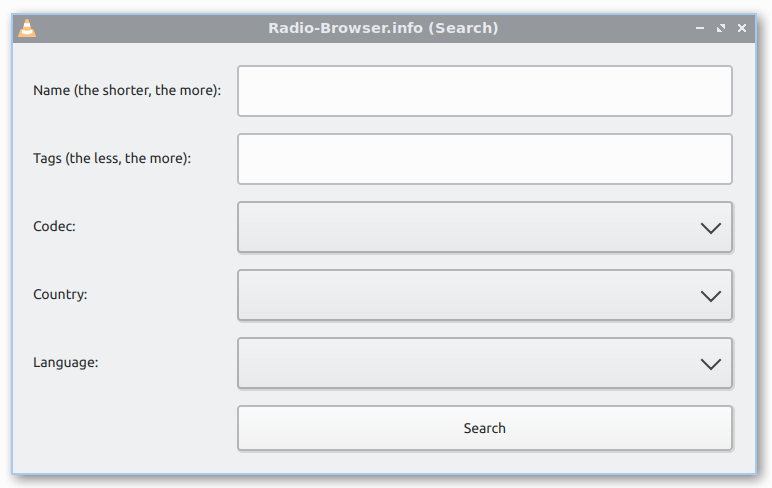 Radio-Browser.info (Search)
Name (the shorter, the more):
Tags (the less, the more):
Codec:
Country:
Language:
Search